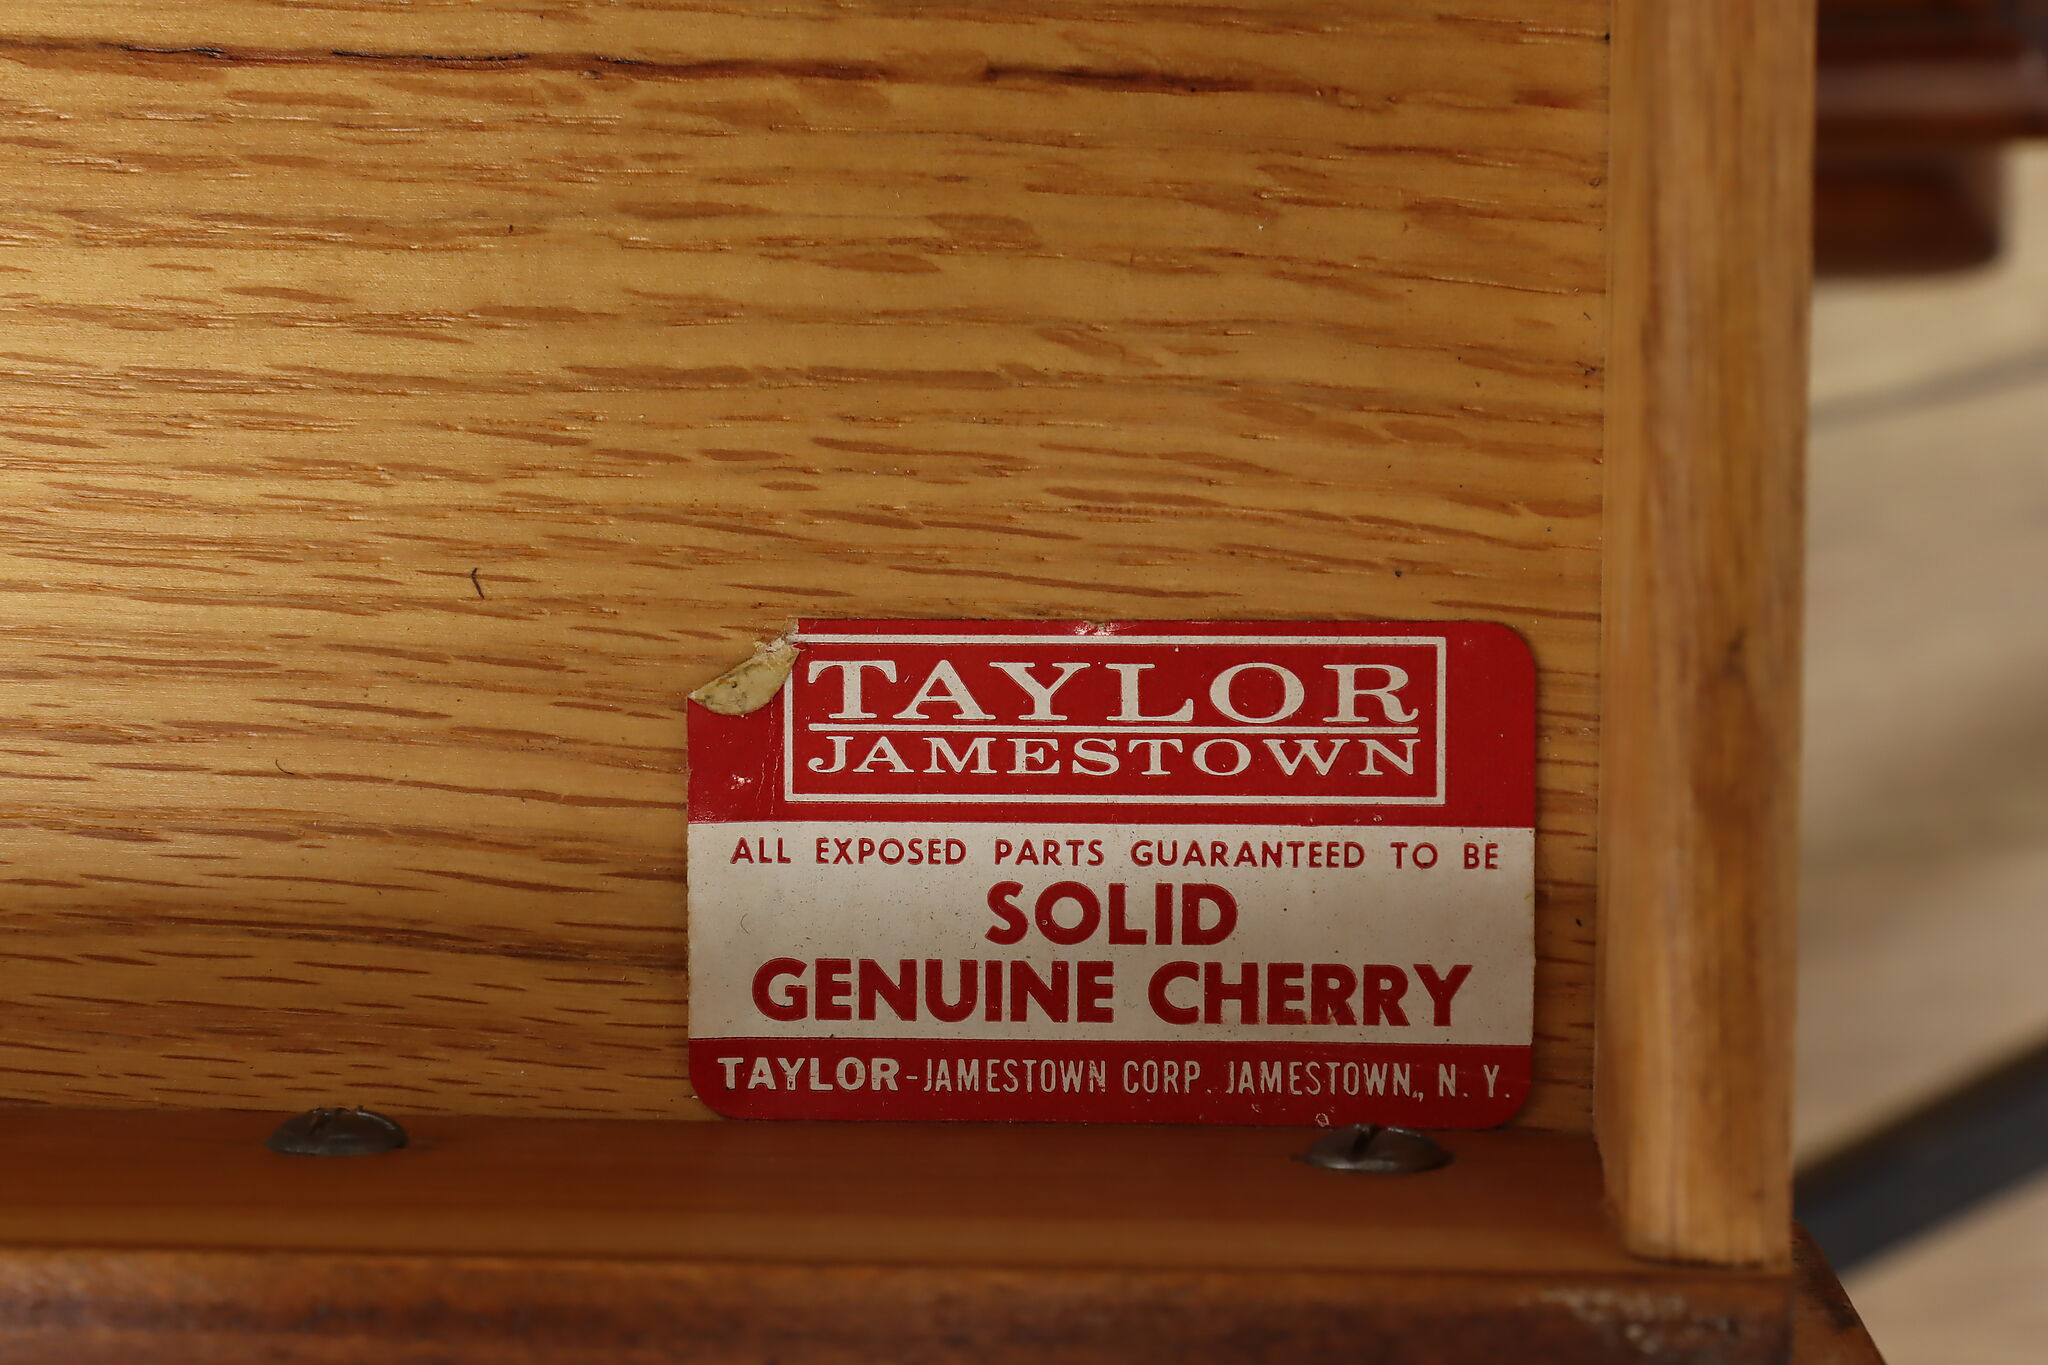 TAYLOR
JAMESTOWN
ALL EXPOSED PARTS GUARANTEED TO BE
SOLID
GENUINE CHERRY
TAYLOR-JAMESTOWN CORP. JAMESTOWN, N. Y.